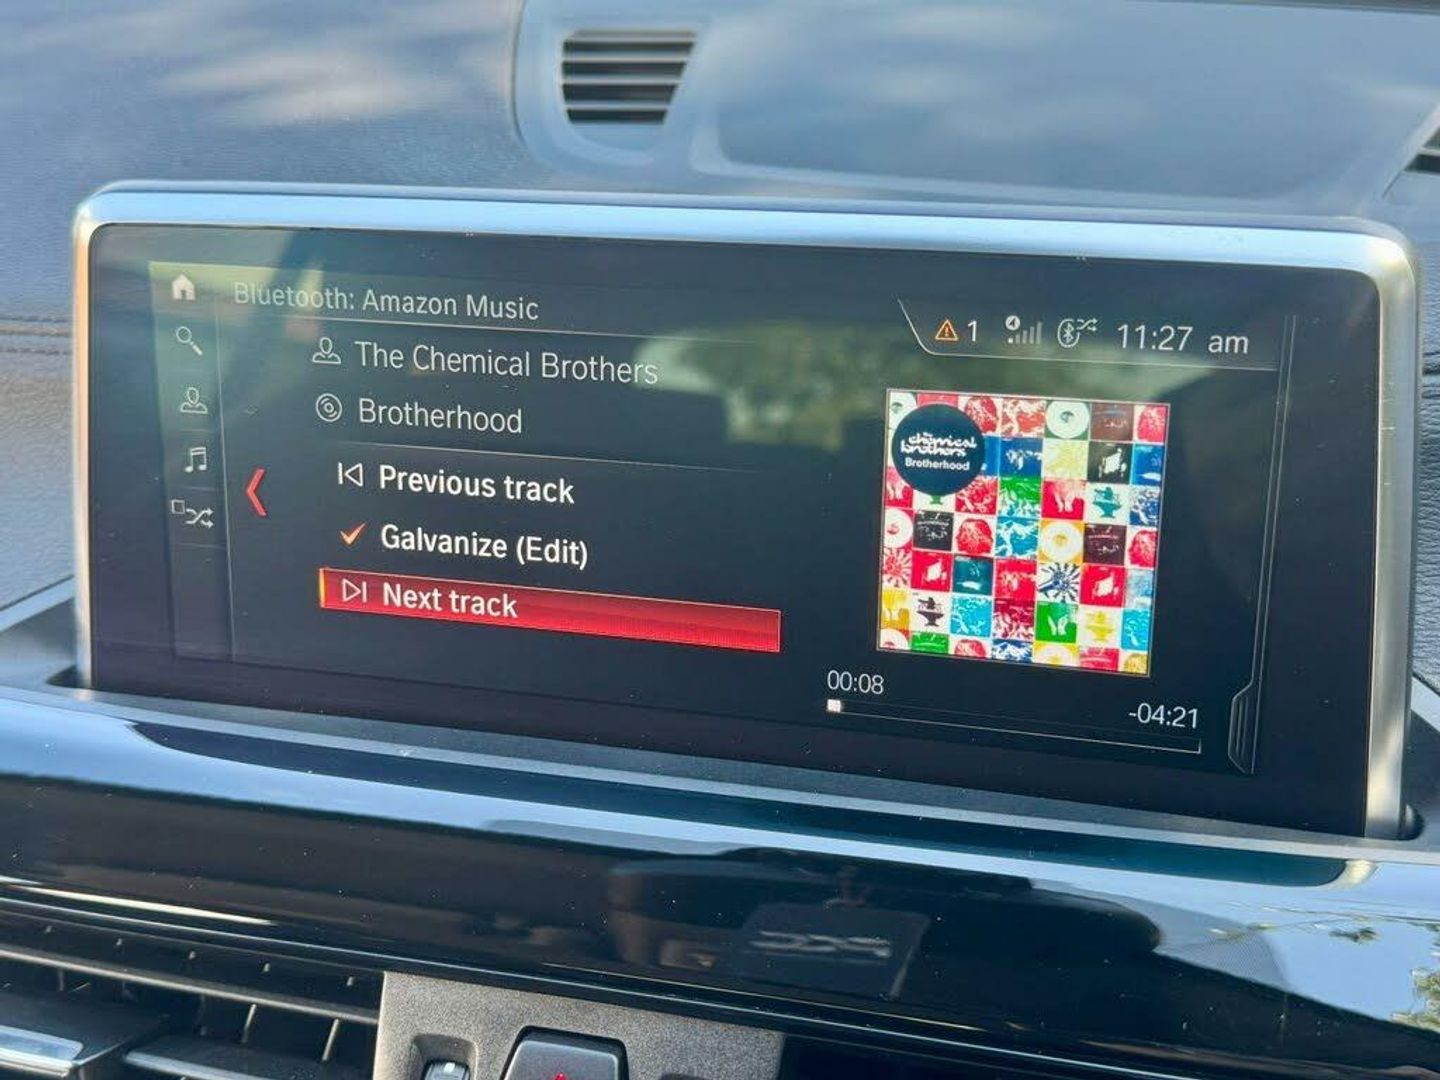 Bluetooth: Amazon Music
1
11:27 am
The Chemical Brothers
Brotherhood
Previous track
Galvanize (Edit)
Next track
the
chemical
brothers
Brotherhood
00:08
-04:21